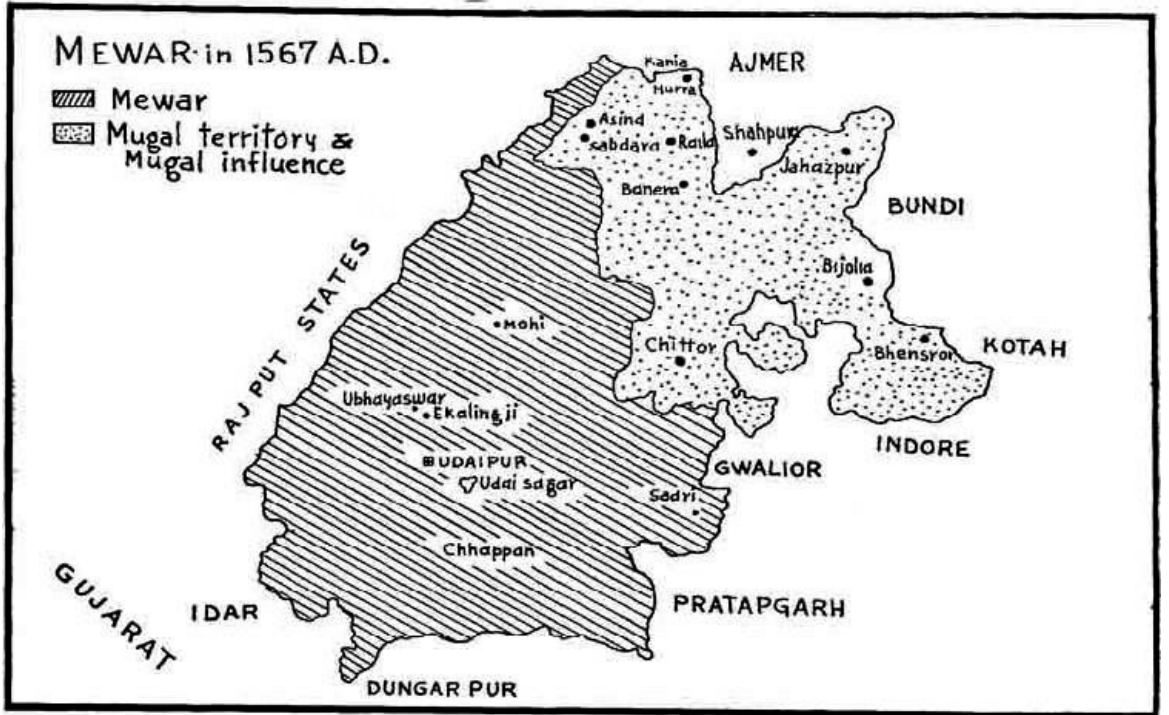 MEWAR in 1567 A.D.
Mewar
Mugal territory &
Mugal influence
Kania
Hurra
AJMER
Asind
Sabdara
Raila
Shahpura
Jahazpur
Banera
BUNDI
Bijolia
RAJPUT STATES
Mohi
Chittor
Bhensror
KOTAH
Ubhayaswar
Ekalingji
INDORE
UDAIPUR
GWALIOR
Udai sagar
Sadri
Chhappan
GUJARAT
IDAR
PRATAPGARH
DUNGAR PUR